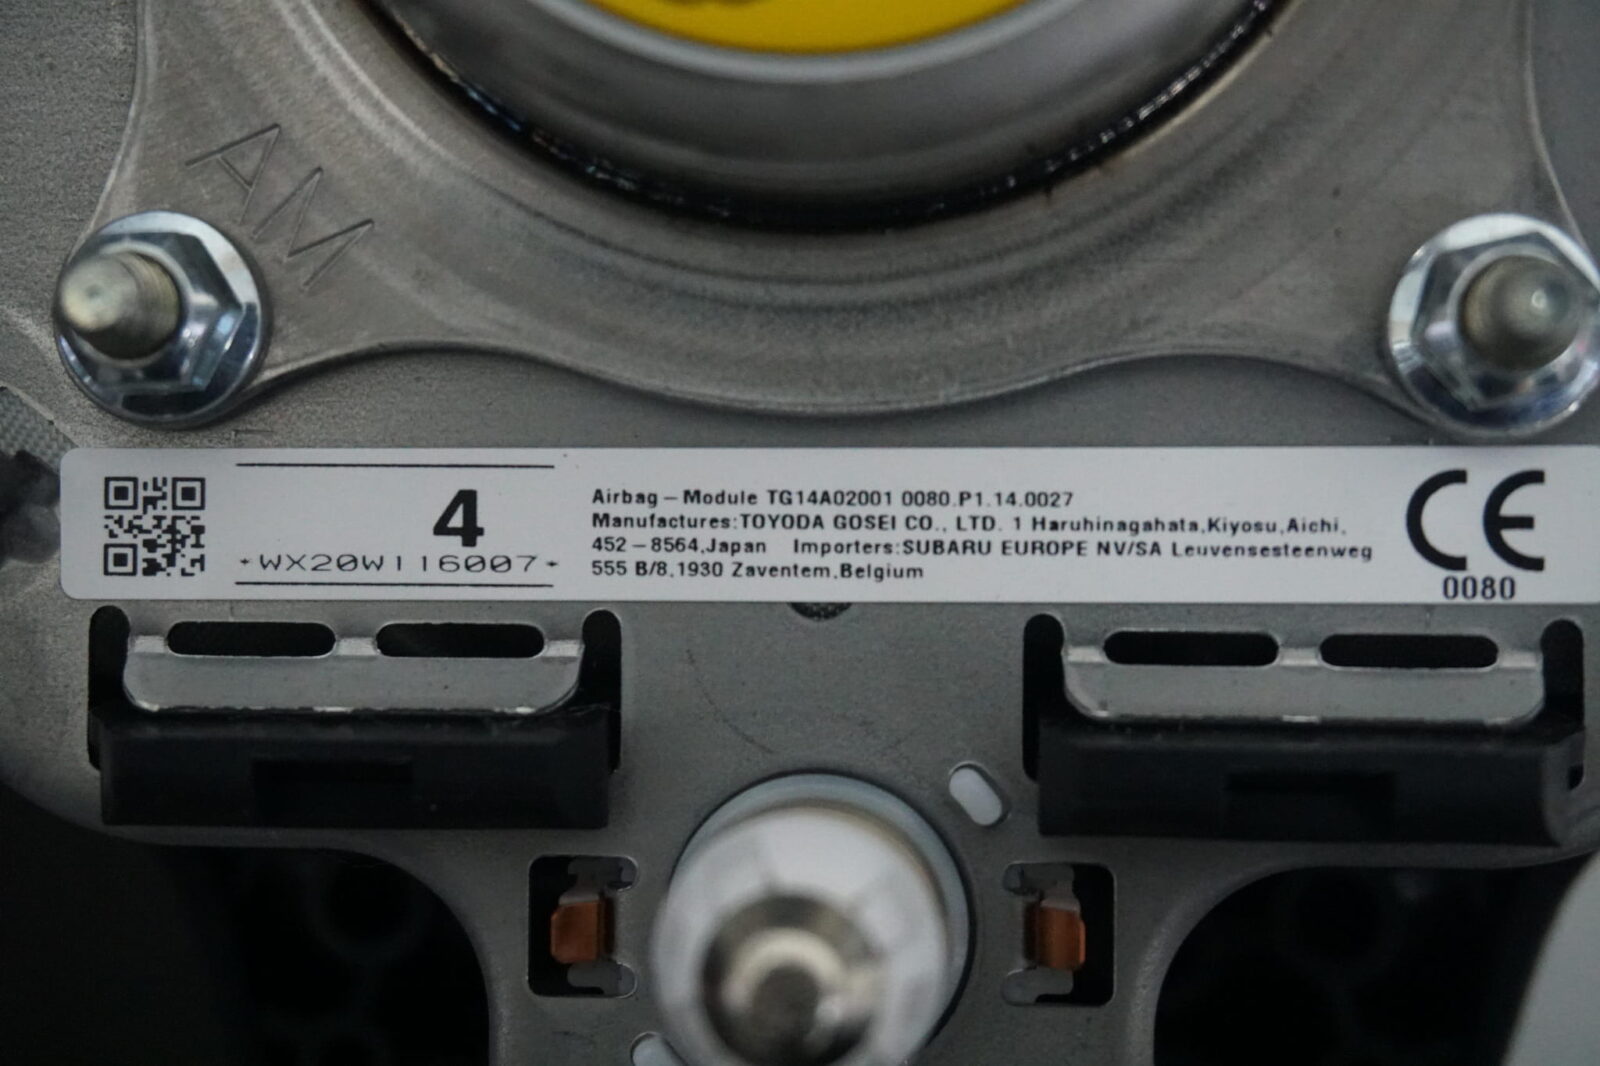 AM
4
*WX20W116007*
Airbag – Module TG14A02001 0080.P1.14.0027
Manufactures:TOYODA GOSEI CO., LTD. 1 Haruhinagahata,Kiyosu,Aichi,
452 – 8564,Japan Importers:SUBARU EUROPE NV/SA Leuvensesteenweg
555 B/8,1930 Zaventem,Belgium
CE
0080